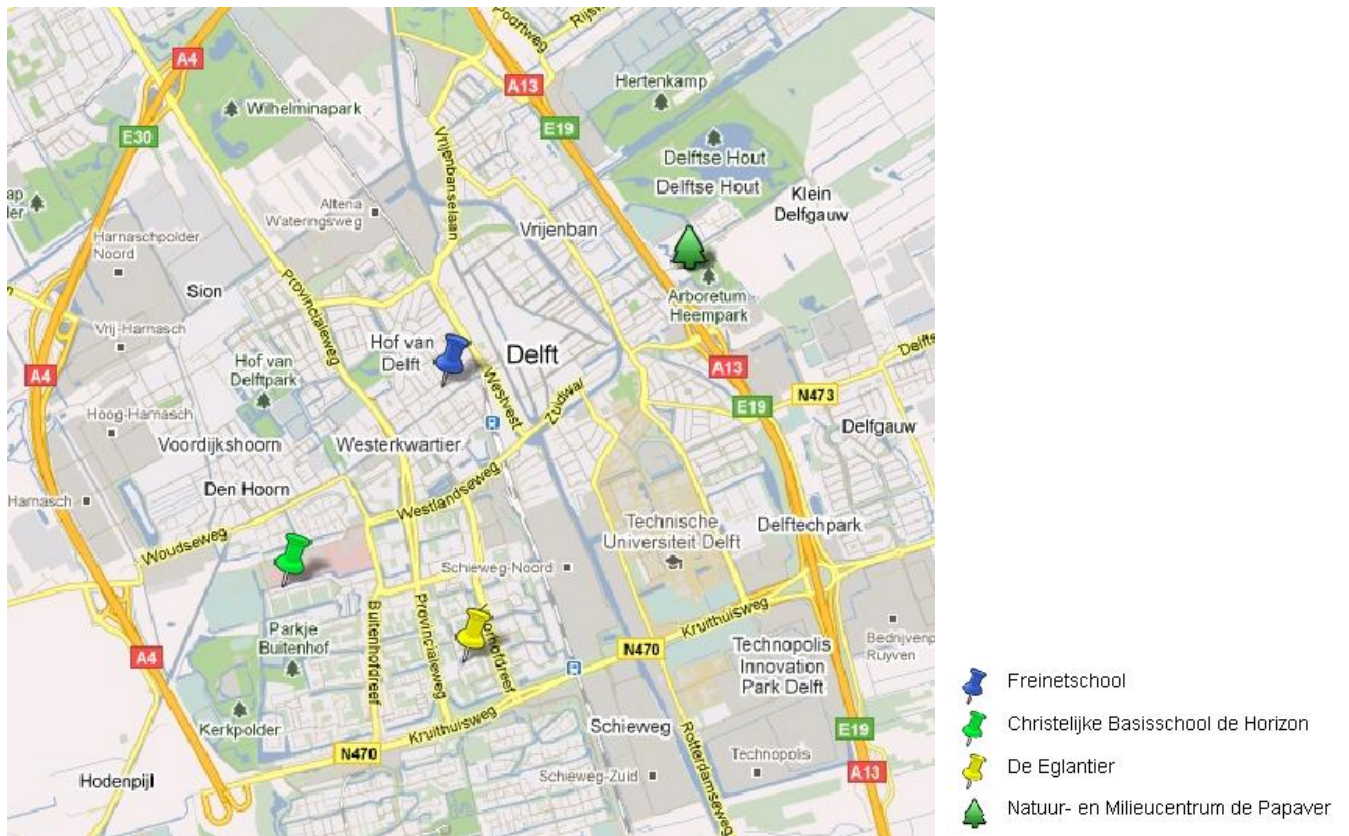 A4
Poortweg
Rijsw
A13
Hertenkamp
Wilhelminapark
E30
E19
Vrijenbanselaan
Delftse Hout
Delftse Hout
Klein
Delfgauw
Altena
Wateringsweg
Vrijenban
Harnaschpolder
Noord
Sion
Provincialeweg
Arboretum
Heempark
Vrij-Harnasch
Hof van
Delft
Delft
Hof van
Delftpark
A4
Westvest
A13
Zuidwal
E19
N473
Hoog-Harnasch
Voordijkshoorn
Westerkwartier
Delfgauw
Den Hoorn
Harnasch
Westlandseweg
Technische
Universiteit Delft
Delftechpark
Woudseweg
Schieweg-Noord
Buitenhofdreef
Provincialeweg
Parkje
Buitenhof
Kruithuisweg
A4
N470
Technopolis
Innovation
Park Delft
Ruyven
Kerkpolder
Kruithuisweg
Schieweg
Rotterdamseweg
E19
N470
Technopolis
Hodenpijl
Schieweg-Zuid
A13
Freinetschool
Christelijke Basisschool de Horizon
De Eglantier
Natuur- en Milieucentrum de Papaver